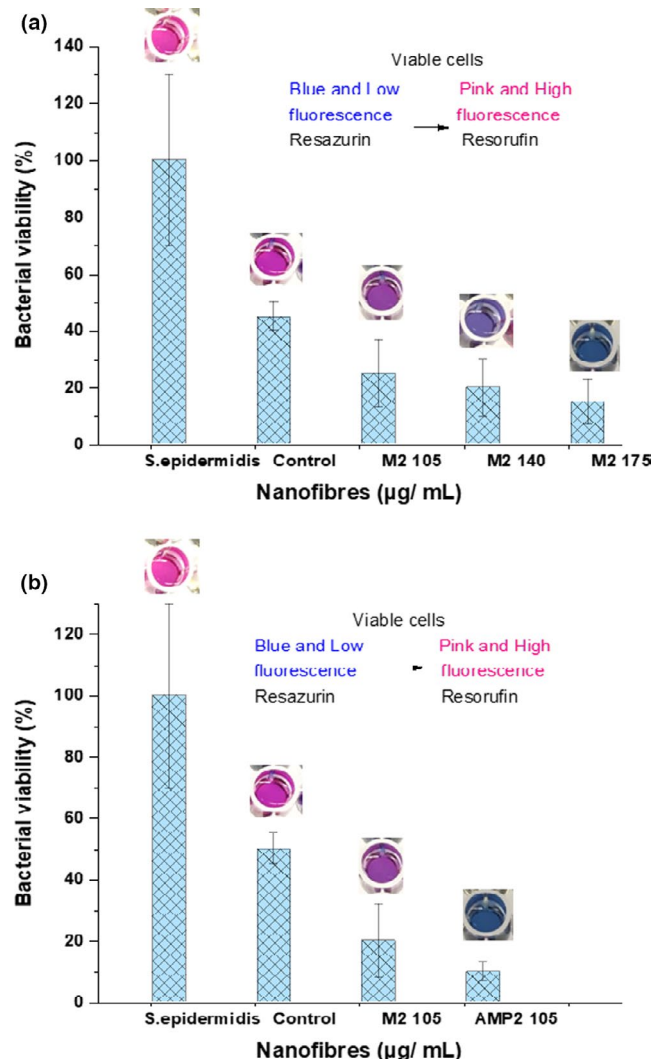 (a)
140
120
100
80
60
40
20
0
Bacterial viability (%)
Viable cells
Blue and Low Pink and High
fluorescence fluorescence
Resazurin Resorufin
S.epidermidis Control M2 105 M2 140 M2 175
Nanofibres (µg/ mL)
(b)
120
100
80
60
40
20
0
Bacterial viability (%)
Viable cells
Blue and Low Pink and High
fluorescence fluorescence
Resazurin Resorufin
S.epidermidis Control M2 105 AMP2 105
Nanofibres (µg/ mL)